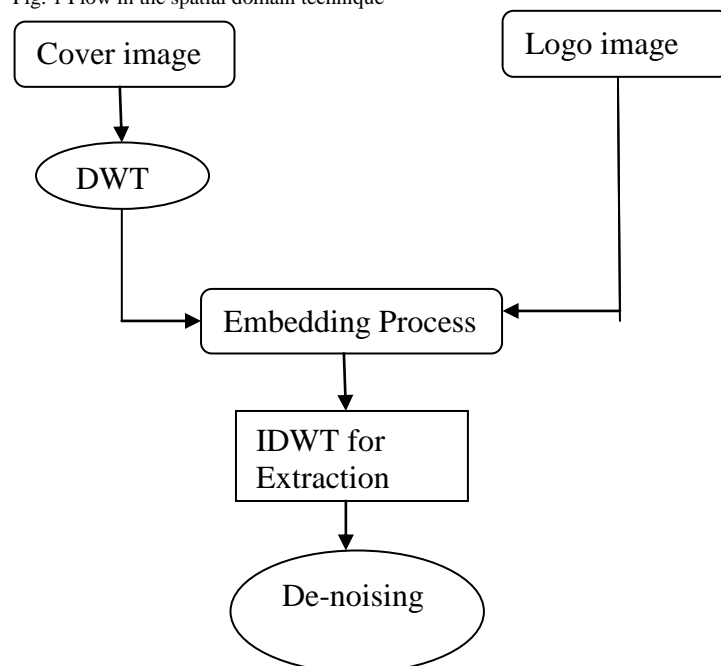 Fig. 1 Flow in the spatial domain technique
Cover image
Logo image
DWT
Embedding Process
IDWT for
Extraction
De-noising